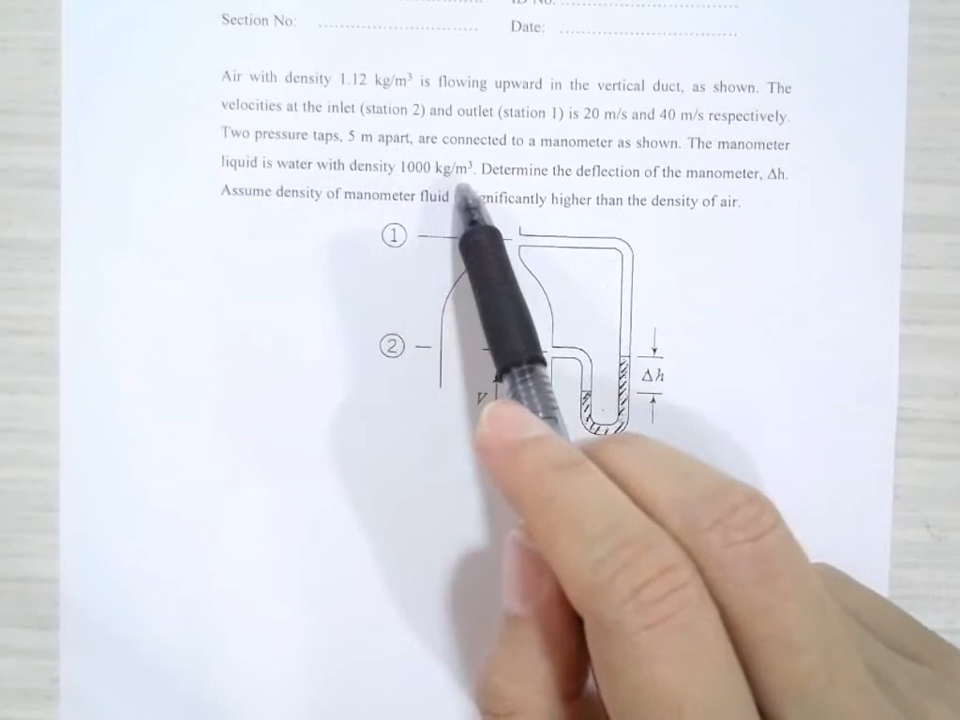 Section No: ........................................
Date: ............................................
Air with density 1.12 kg/m³ is flowing upward in the vertical duct, as shown. The
velocities at the inlet (station 2) and outlet (station 1) is 20 m/s and 40 m/s respectively.
Two pressure taps, 5 m apart, are connected to a manometer as shown. The manometer
liquid is water with density 1000 kg/m³. Determine the deflection of the manometer, Δh.
Assume density of manometer fluid gnificantly higher than the density of air.
1
2
Δh
V